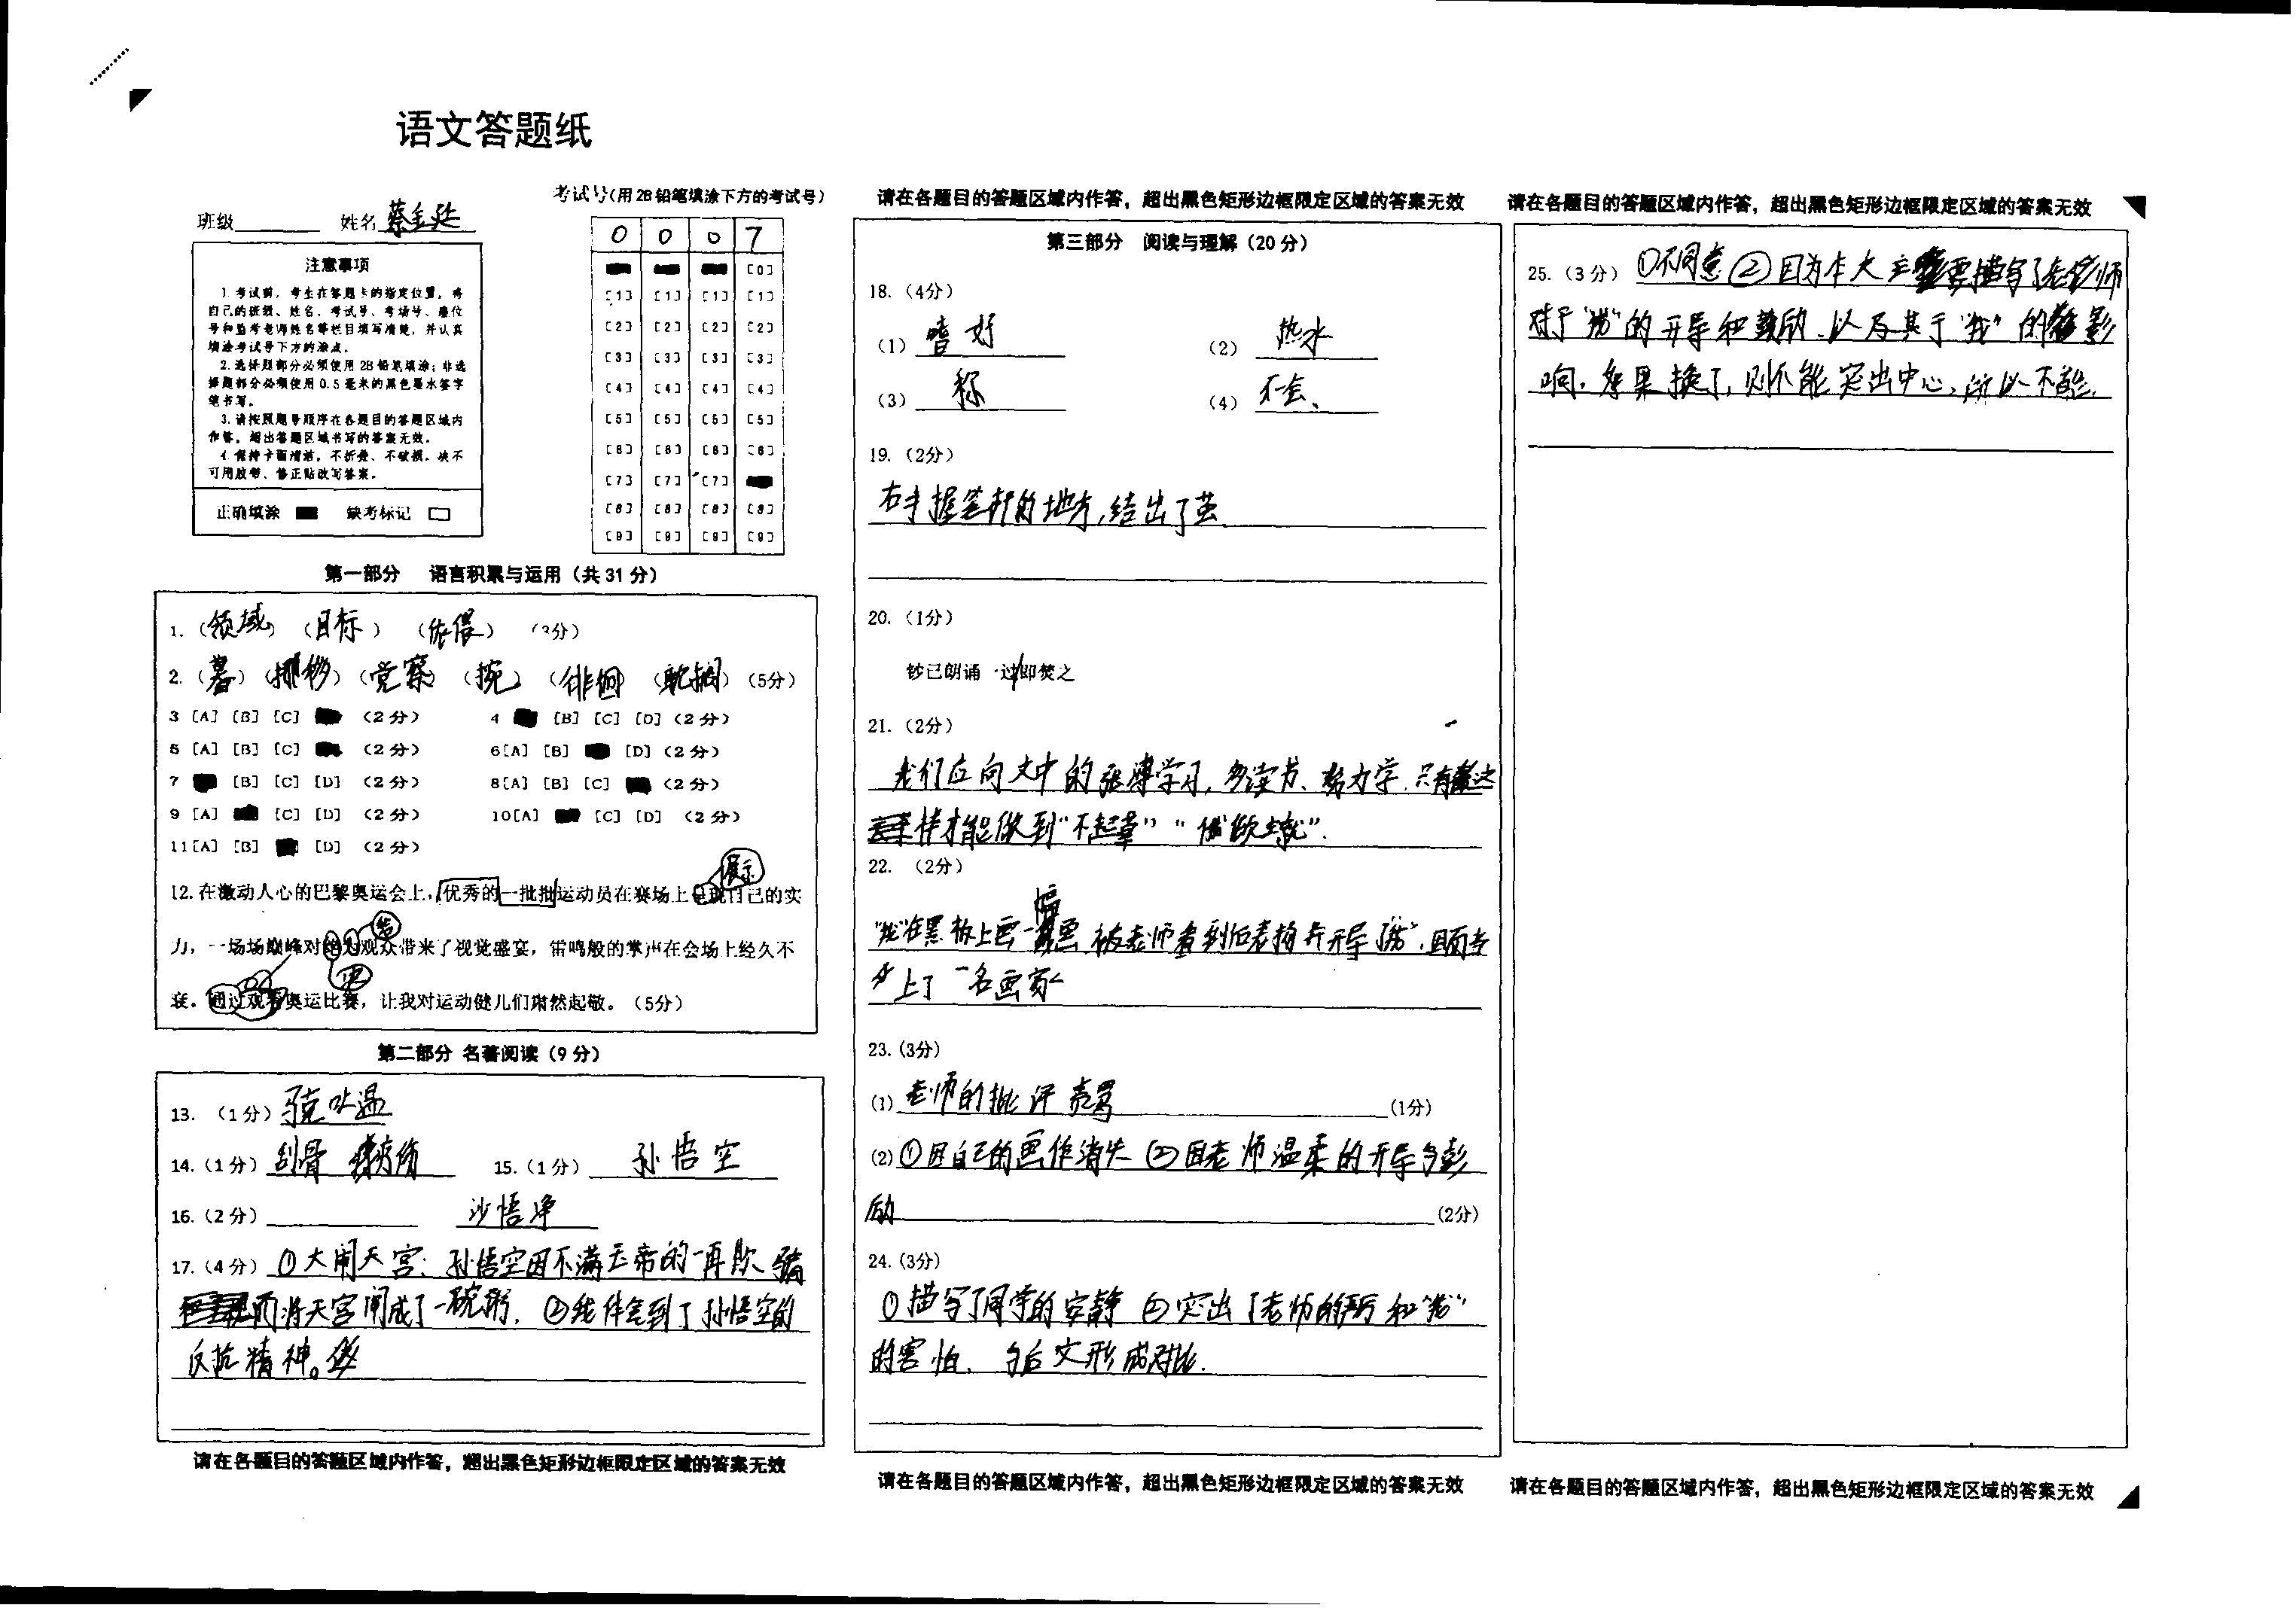 语文答题纸
班级 姓名 蔡金廷
考试号(用2B铅笔填涂下方的考试号)
0 0 0 7
[0]
[1] [1] [1] [1]
[2] [2] [2] [2]
[3] [3] [3] [3]
[4] [4] [4] [4]
[5] [5] [5] [5]
[6] [6] [6] [6]
[7] [7] [7]
[8] [8] [8] [8]
[9] [9] [9] [9]
注意事项
1.考试前,考生在答题卡的指定位置,将
自己的班级、姓名、考试号、考场号、座位
号和监考老师姓名等栏目填写清楚,并认真
填涂考试号下方的涂点。
2.选择题部分必须使用2B铅笔填涂;非选
择题部分必须使用0.5毫米的黑色墨水签字
笔书写。
3.请按照题号顺序在各题目的答题区域内
作答,超出答题区域书写的答案无效。
4.保持卡面清洁,不折叠、不破损。决不
可用胶带、修正贴改写答案。
正确填涂 缺考标记
第一部分 语言积累与运用(共31分)
1.(领域)(目标)(依偎)(3分)
2.(暮)(挪移)(觉察)(捥)(徘徊)(耽搁)(5分)
3 [A] [B] [C] (2分) 4 [B] [C] [D] (2分)
5 [A] [B] [C] (2分) 6[A] [B] [D] (2分)
7 [B] [C] [D] (2分) 8[A] [B] [C] (2分)
9 [A] [C] [D] (2分) 10[A] [C] [D] (2分)
11[A] [B] [D] (2分)
展示
12.在激动人心的巴黎奥运会上,优秀的一批批运动员在赛场上呈现自己的实
给
力,一场场巅峰对绝为观众带来了视觉盛宴,雷鸣般的掌声在会场上经久不
衰。通过观看奥运比赛,让我对运动健儿们肃然起敬。(5分)
第二部分 名著阅读(9分)
13.(1分)
14.(1分)刮骨疗伤 15.(1分)孙悟空
16.(2分) 沙悟净
17.(4分)①大闹天宫:孙悟空因不满玉帝的一再欺骗
而将天宫闹成了一碗粥.②我体会到了孙悟空的
反抗精神。
请在各题目的答题区域内作答,超出黑色矩形边框限定区域的答案无效
请在各题目的答题区域内作答,超出黑色矩形边框限定区域的答案无效
第三部分 阅读与理解(20分)
18.(4分)
(1)嗜好 (2)热水
(3)称 (4)不会、
19.(2分)
右手握笔杆的地方,结出了茧.
20.(1分)
钞已朗诵一过/即焚之
21.(2分)
我们应向文中的张溥学习,多读书、努力学.只有这
样才能做到“不起草”“俄顷立就”.
22.(2分)
“我”在黑板上画一幅画 被老师看到后表扬并开导“我”.且而当
上了一名画家
23.(3分)
(1)老师的批评责骂(1分)
(2)①因自己的画作消失 ②因老师温柔的开导与彭
励(2分)
24.(3分)
①描写了同学的安静 ②突出了老师的严厉和“我”
的害怕.与后文形成对比.
请在各题目的答题区域内作答,超出黑色矩形边框限定区域的答案无效
请在各题目的答题区域内作答,超出黑色矩形边框限定区域的答案无效
25.(3分)①不同意②因为本文主要描写了老师
对于“我”的开导和鼓励.以及其于“我”的影
响.如果换了,则不能突出中心,所以不能.
请在各题目的答题区域内作答,超出黑色矩形边框限定区域的答案无效